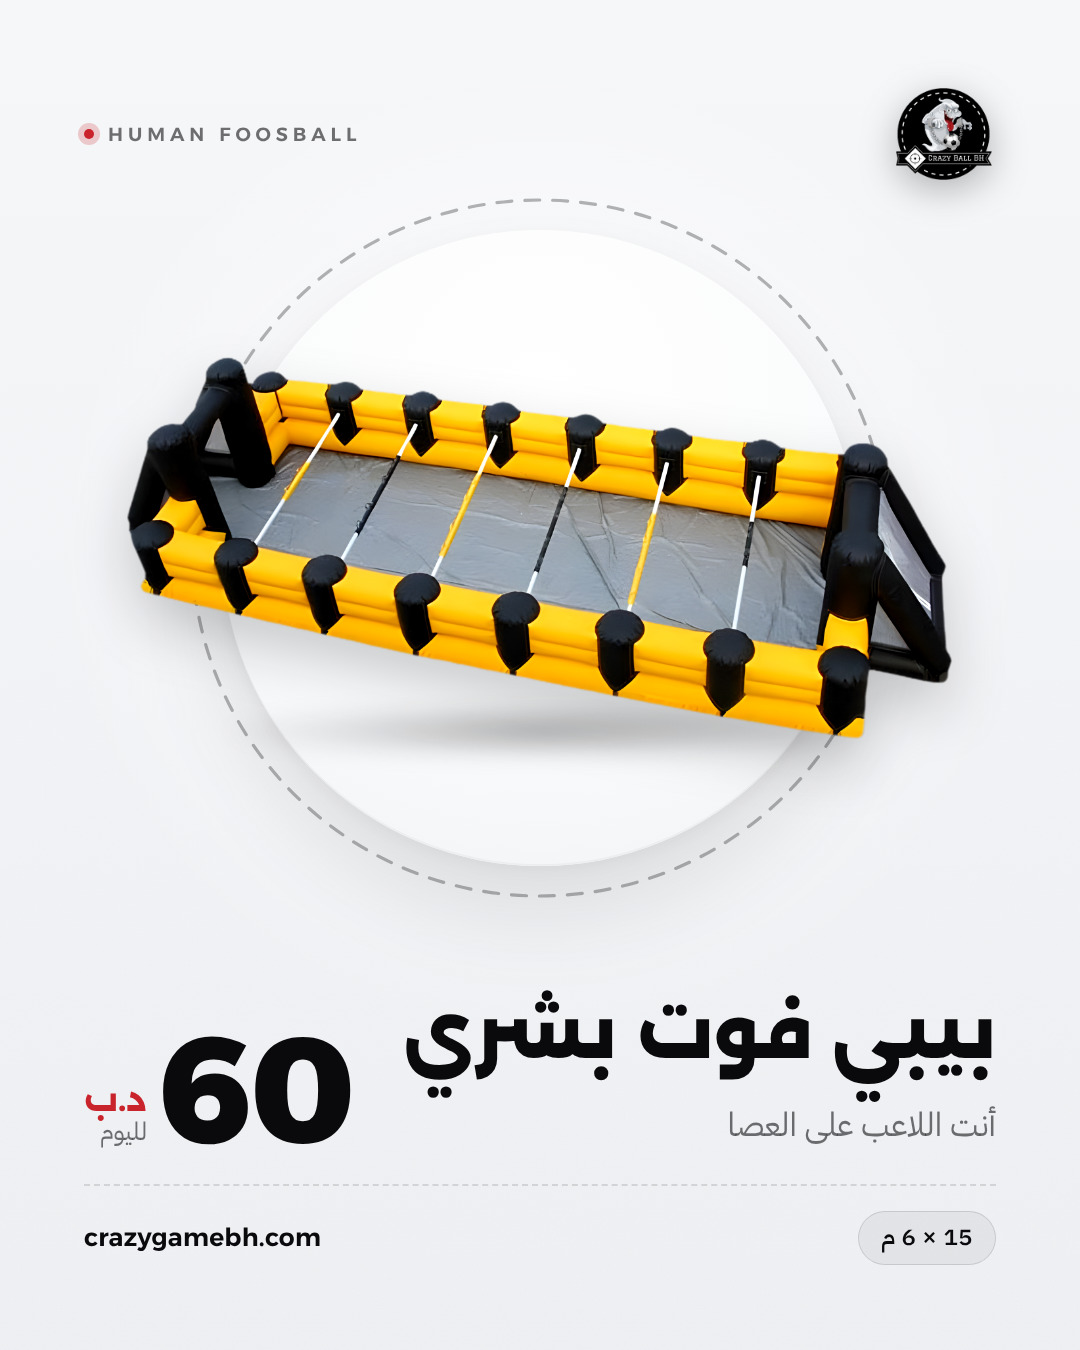 HUMAN FOOSBALL
CRAZY BALL BH
بيبي فوت بشري
أنت اللاعب على العصا
60
د.ب
لليوم
15 × 6 م
crazygamebh.com